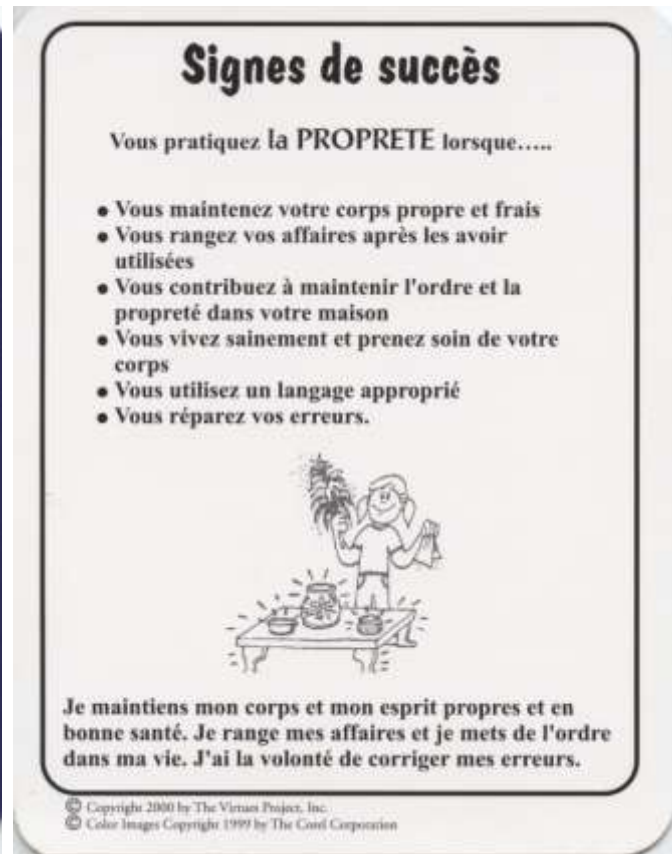 Signes de succès
Vous pratiquez la PROPRETE lorsque.....
• Vous maintenez votre corps propre et frais
• Vous rangez vos affaires après les avoir
utilisées
• Vous contribuez à maintenir l'ordre et la
propreté dans votre maison
• Vous vivez sainement et prenez soin de votre
corps
• Vous utilisez un langage approprié
• Vous réparez vos erreurs.
Je maintiens mon corps et mon esprit propres et en
bonne santé. Je range mes affaires et je mets de l'ordre
dans ma vie. J'ai la volonté de corriger mes erreurs.
© Copyright 2000 by The Virtues Project, Inc.
© Color Images Copyright 1999 by The Corel Corporation